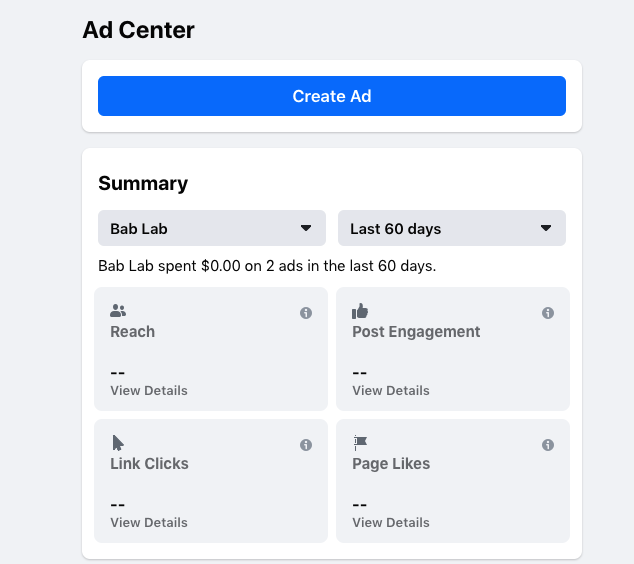 Ad Center
Create Ad
Summary
Bab Lab
Last 60 days
Bab Lab spent $0.00 on 2 ads in the last 60 days.
Reach
--
View Details
Post Engagement
--
View Details
Link Clicks
--
View Details
Page Likes
--
View Details